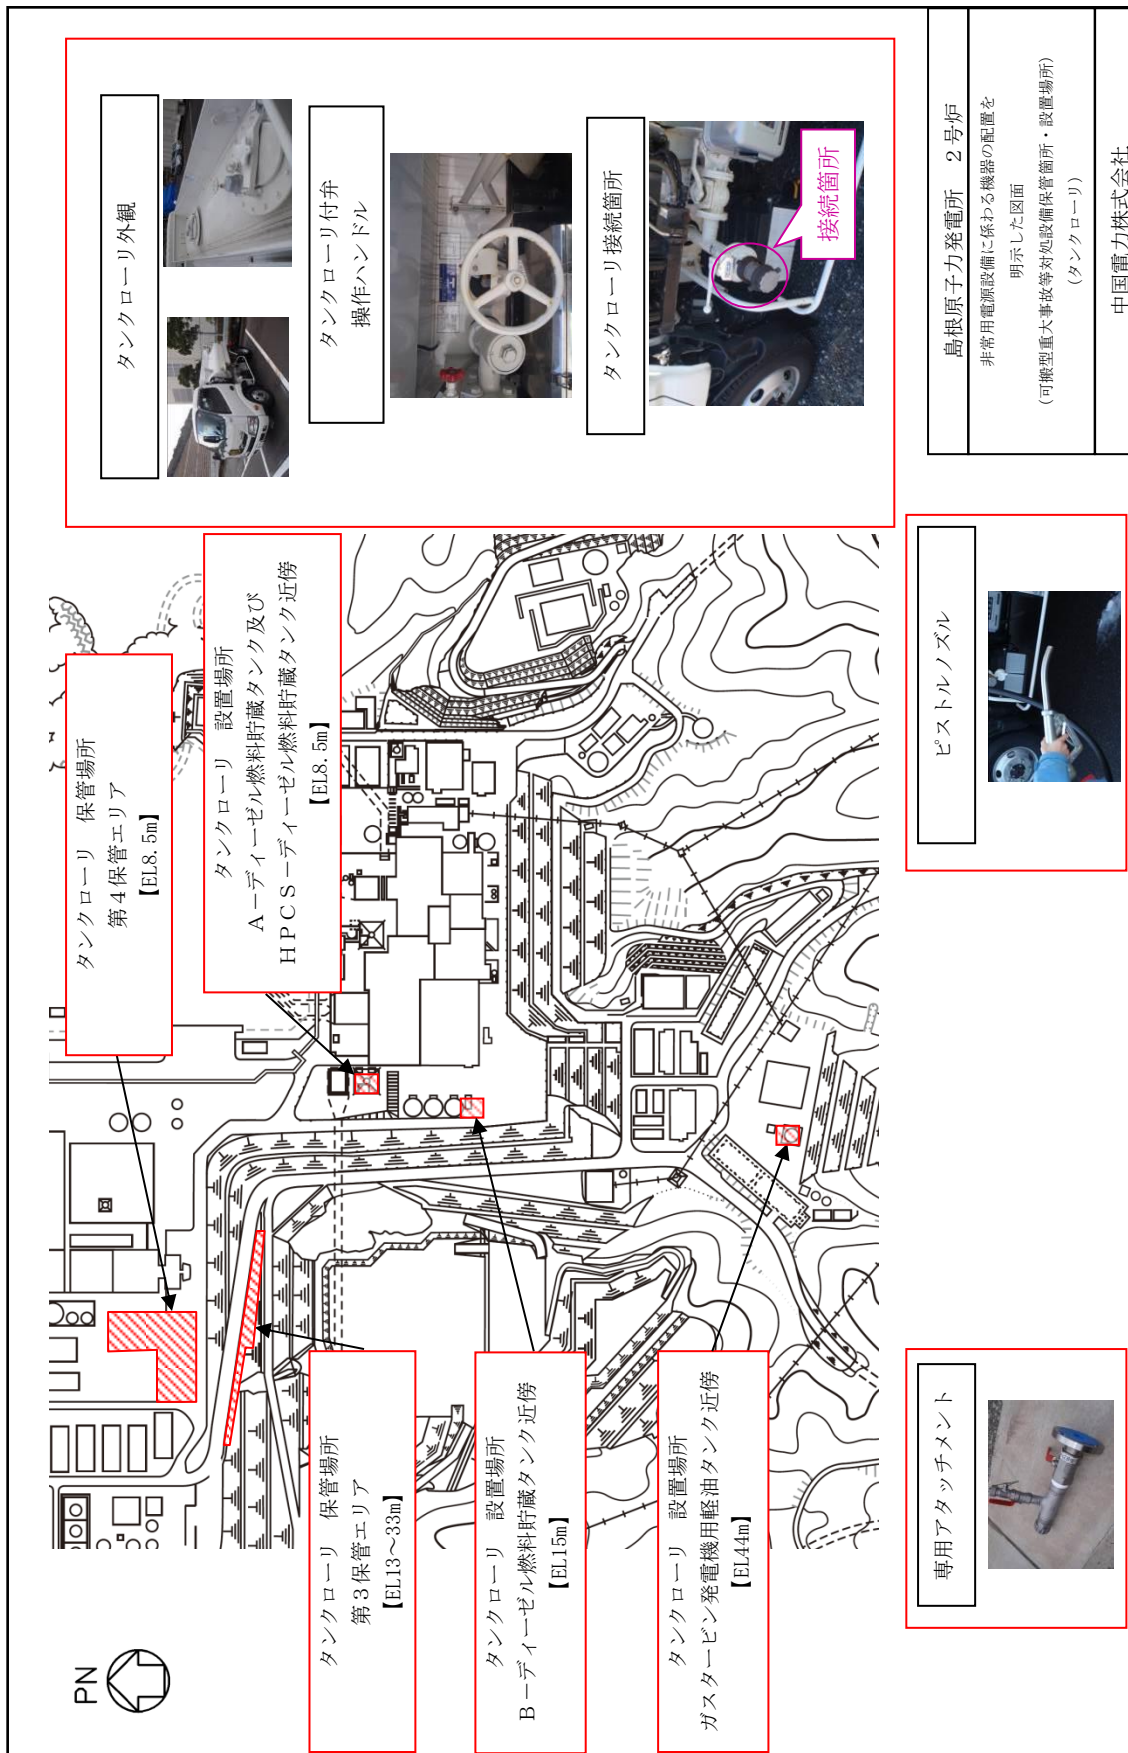 PN
タンクローリ　保管場所
第４保管エリア
【EL8.5m】
タンクローリ　設置場所
Ａ－ディーゼル燃料貯蔵タンク及び
ＨＰＣＳ－ディーゼル燃料貯蔵タンク近傍
【EL8.5m】
タンクローリ　保管場所
第３保管エリア
【EL13～33m】
タンクローリ　設置場所
Ｂ－ディーゼル燃料貯蔵タンク近傍
【EL15m】
タンクローリ　設置場所
ガスタービン発電機用軽油タンク近傍
【EL44m】
タンクローリ外観
タンクローリ付弁
操作ハンドル
タンクローリ接続箇所
接続箇所
専用アタッチメント
ピストルノズル
島根原子力発電所　２号炉
非常用電源設備に係わる機器の配置を
明示した図面
（可搬型重大事故等対処設備保管箇所・設置場所）
（タンクローリ）
中国電力株式会社